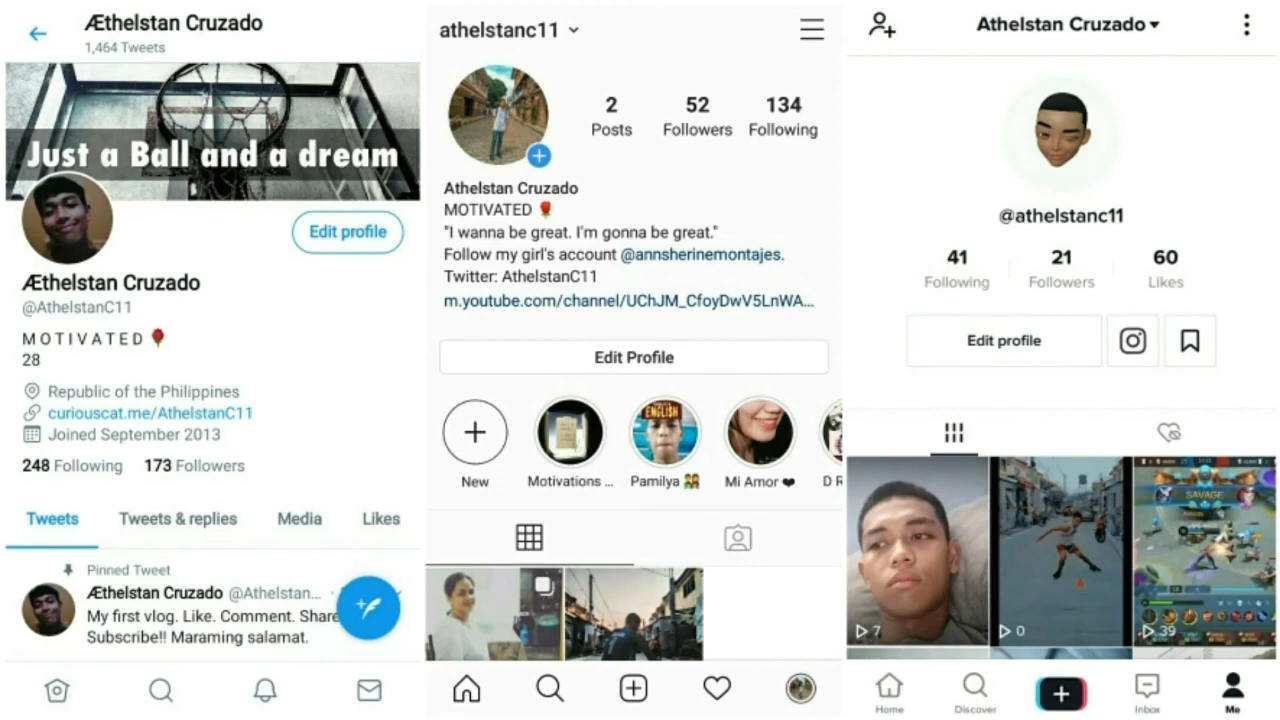 Æthelstan Cruzado
1,464 Tweets
Just a Ball and a dream
Edit profile
Æthelstan Cruzado
@AthelstanC11
M O T I V A T E D 🌹
28
Republic of the Philippines
curiouscat.me/AthelstanC11
Joined September 2013
248 Following 173 Followers
Tweets Tweets & replies Media Likes
Pinned Tweet
Æthelstan Cruzado @Athelstan...
My first vlog. Like. Comment. Share
Subscribe!! Maraming salamat.
athelstanc11
2 52 134
Posts Followers Following
Athelstan Cruzado
MOTIVATED 🌹
"I wanna be great. I'm gonna be great."
Follow my girl's account @annsherinemontajes.
Twitter: AthelstanC11
m.youtube.com/channel/UChJM_CfoyDwV5LnWA...
Edit Profile
ENGLISH
New Motivations ... Pamilya 👫 Mi Amor ❤ D R
Athelstan Cruzado
@athelstanc11
41 21 60
Following Followers Likes
Edit profile
SAVAGE
7 0 39
Home Discover Inbox Me